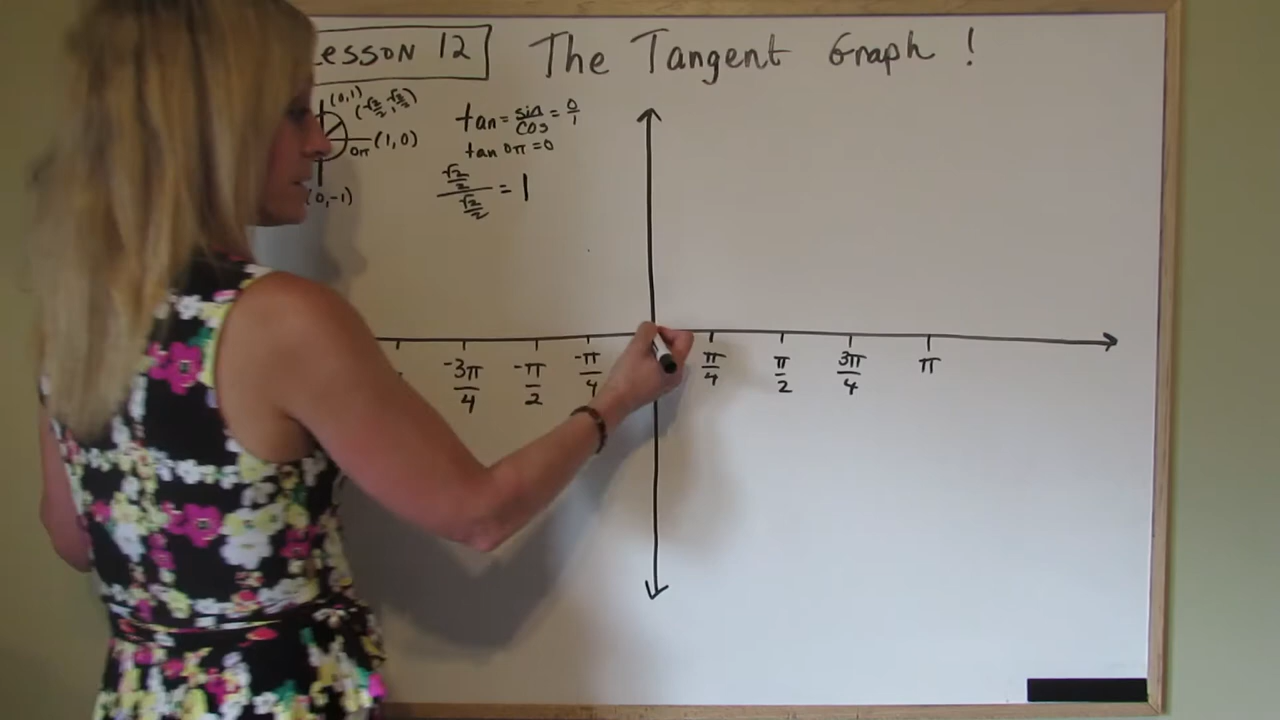 esson 12 The Tangent Graph !
(0,1)
(√2/2, √2/2)
(1,0)
0π
(0,-1)
tan = sin/cos = 0/1
tan 0π = 0
√2/2 / √2/2 = 1
-3π/4 -π/2 -π/4 π/4 π/2 3π/4 π